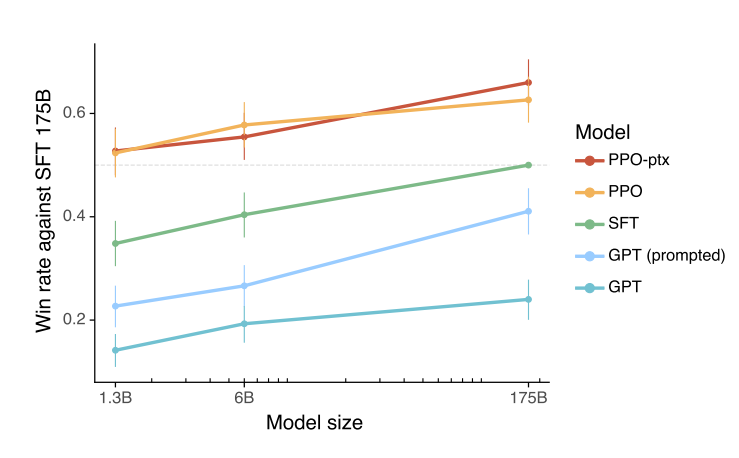 Win rate against SFT 175B
0.6
0.4
0.2
1.3B
6B
175B
Model size
Model
PPO-ptx
PPO
SFT
GPT (prompted)
GPT